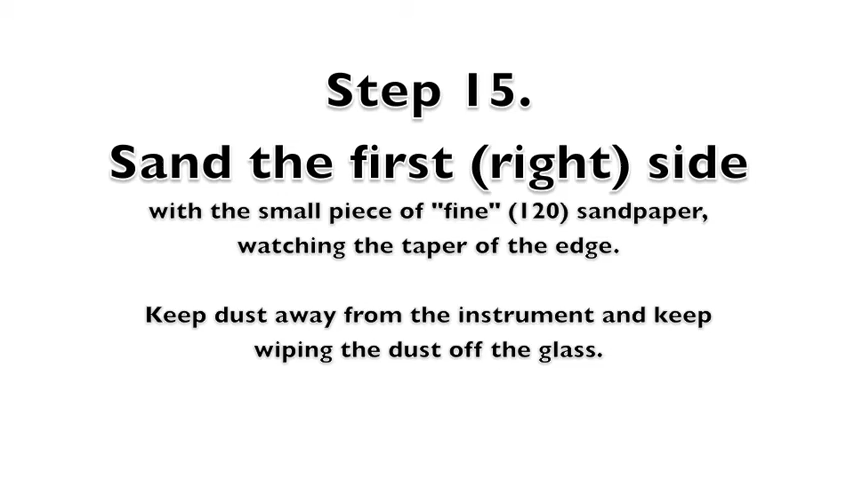 Step 15.
Sand the first (right) side
with the small piece of "fine" (120) sandpaper,
watching the taper of the edge.
Keep dust away from the instrument and keep
wiping the dust off the glass.